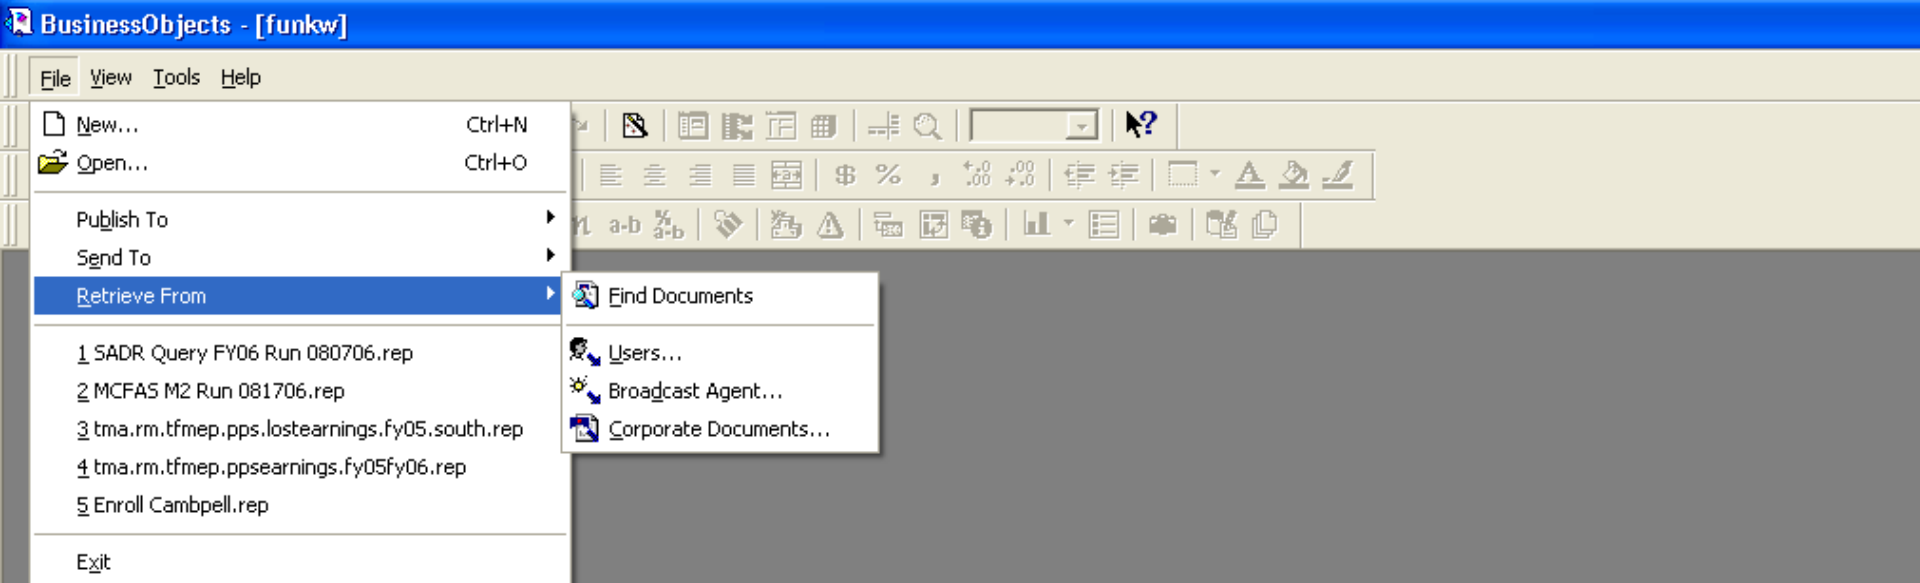 BusinessObjects - [funkw]
File View Tools Help
New... Ctrl+N
Open... Ctrl+O
$ % , .00 .00 A
a-b a-b
Publish To
Send To
Retrieve From
Find Documents
1 SADR Query FY06 Run 080706.rep
Users...
2 MCFAS M2 Run 081706.rep
Broadcast Agent...
3 tma.rm.tfmep.pps.lostearnings.fy05.south.rep
Corporate Documents...
4 tma.rm.tfmep.ppsearnings.fy05fy06.rep
5 Enroll Cambpell.rep
Exit